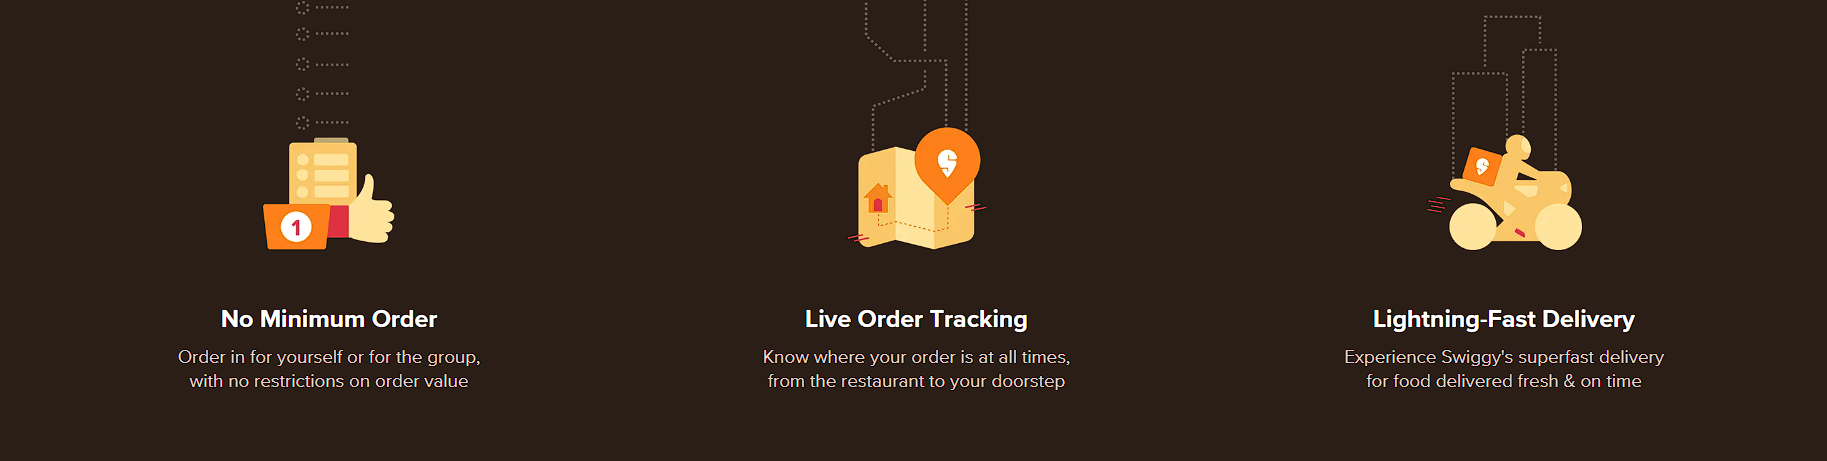 1
No Minimum Order
Order in for yourself or for the group,
with no restrictions on order value
Live Order Tracking
Know where your order is at all times,
from the restaurant to your doorstep
Lightning-Fast Delivery
Experience Swiggy's superfast delivery
for food delivered fresh & on time